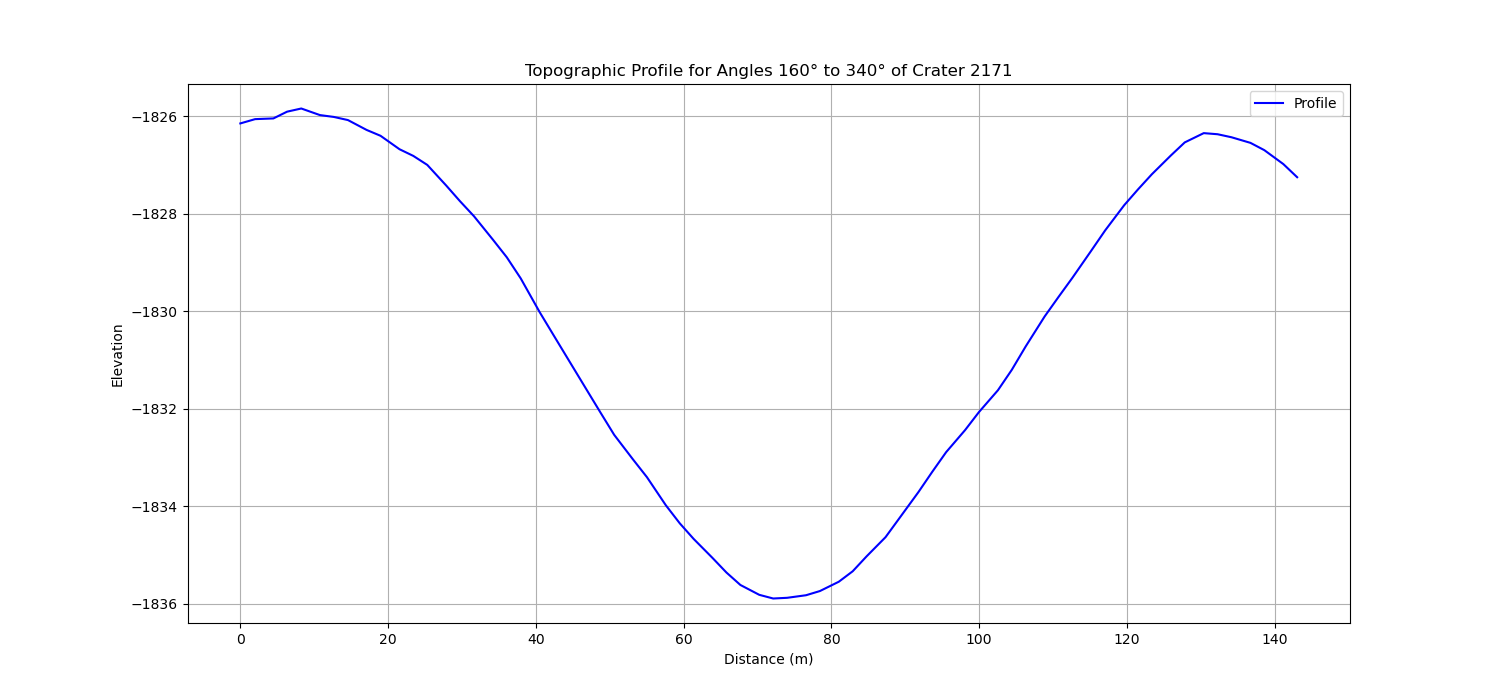 Topographic Profile for Angles 160° to 340° of Crater 2171
Profile
−1826
−1828
−1830
−1832
−1834
−1836
Elevation
0 20 40 60 80 100 120 140
Distance (m)